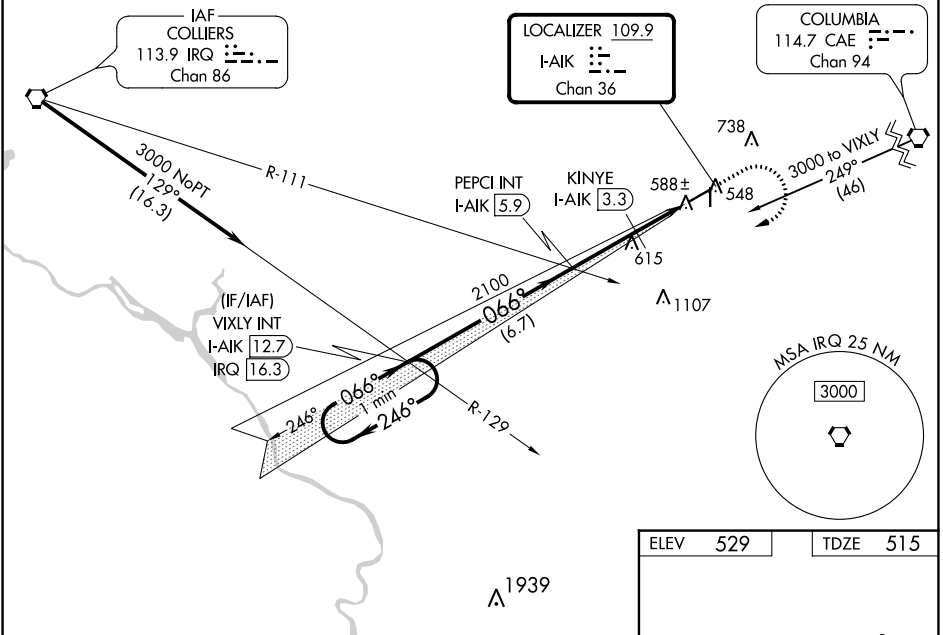 IAF
COLLIERS
113.9 IRQ
Chan 86
LOCALIZER 109.9
I-AIK
Chan 36
COLUMBIA
114.7 CAE
Chan 94
738
3000 to VIXLY
249°
(46)
3000 NoPT
129°
(16.3)
R-111
PEPCI INT
I-AIK 5.9
KINYE
I-AIK 3.3
588±
548
615
1107
2100
066°
(6.7)
(IF/IAF)
VIXLY INT
I-AIK 12.7
IRQ 16.3
246°
066°
1 min
246°
R-129
MSA IRQ 25 NM
3000
1939
ELEV 529
TDZE 515